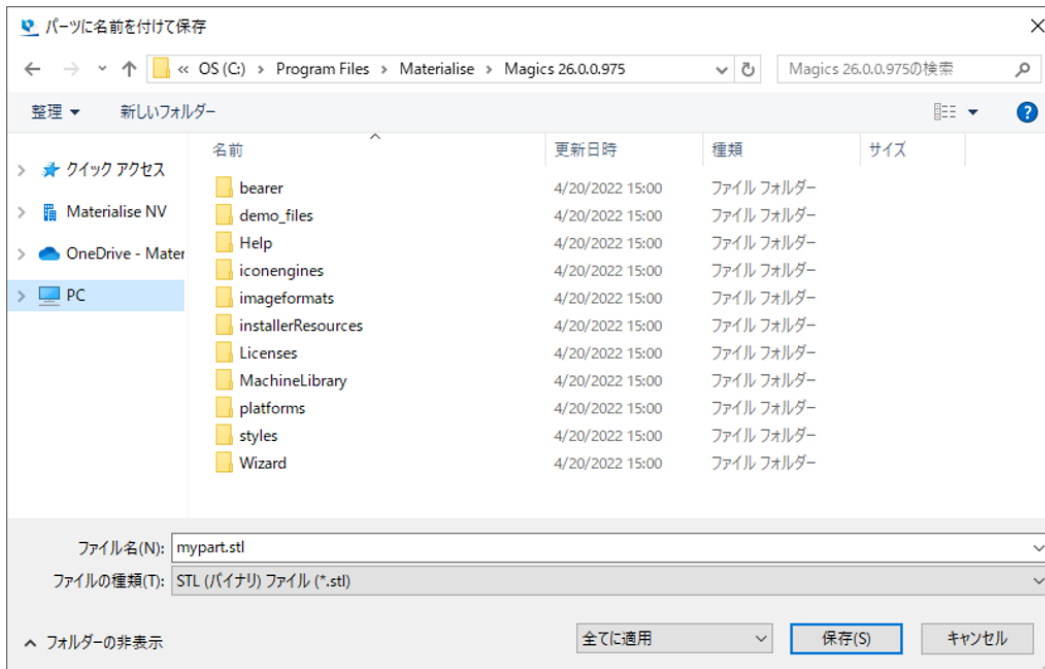 パーツに名前を付けて保存
« OS (C:) › Program Files › Materialise › Magics 26.0.0.975
Magics 26.0.0.975の検索
整理 新しいフォルダー
名前 更新日時 種類 サイズ
クイック アクセス
Materialise NV
OneDrive - Mater
PC
bearer 4/20/2022 15:00 ファイル フォルダー
demo_files 4/20/2022 15:00 ファイル フォルダー
Help 4/20/2022 15:00 ファイル フォルダー
iconengines 4/20/2022 15:00 ファイル フォルダー
imageformats 4/20/2022 15:00 ファイル フォルダー
installerResources 4/20/2022 15:00 ファイル フォルダー
Licenses 4/20/2022 15:00 ファイル フォルダー
MachineLibrary 4/20/2022 15:00 ファイル フォルダー
platforms 4/20/2022 15:00 ファイル フォルダー
styles 4/20/2022 15:00 ファイル フォルダー
Wizard 4/20/2022 15:00 ファイル フォルダー
ファイル名(N): mypart.stl
ファイルの種類(T): STL (バイナリ) ファイル (*.stl)
フォルダーの非表示 全てに適用 保存(S) キャンセル